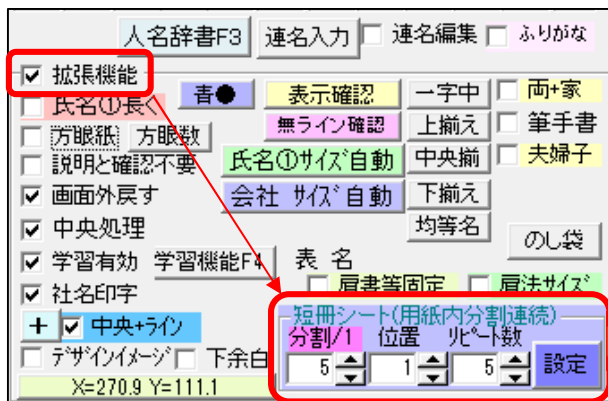 人名辞書F3 連名入力 連名編集 ふりがな
拡張機能
氏名①長く 青● 表示確認 一字中 両+家
方眼紙 方眼数 無ライン確認 上揃え 筆手書
説明と確認不要 氏名①サイズ自動 中央揃 夫婦子
画面外戻す 会社 サイズ自動 下揃え
中央処理 均等名 のし袋
学習有効 学習機能F4 表 名
社名印字 肩書等固定 肩法サイズ
+ 中央+ライン
デザインイメージ 下余白
X=270.9 Y=111.1
短冊シート(用紙内分割連続)
分割/1 位置 リピート数
5 1 5 設定